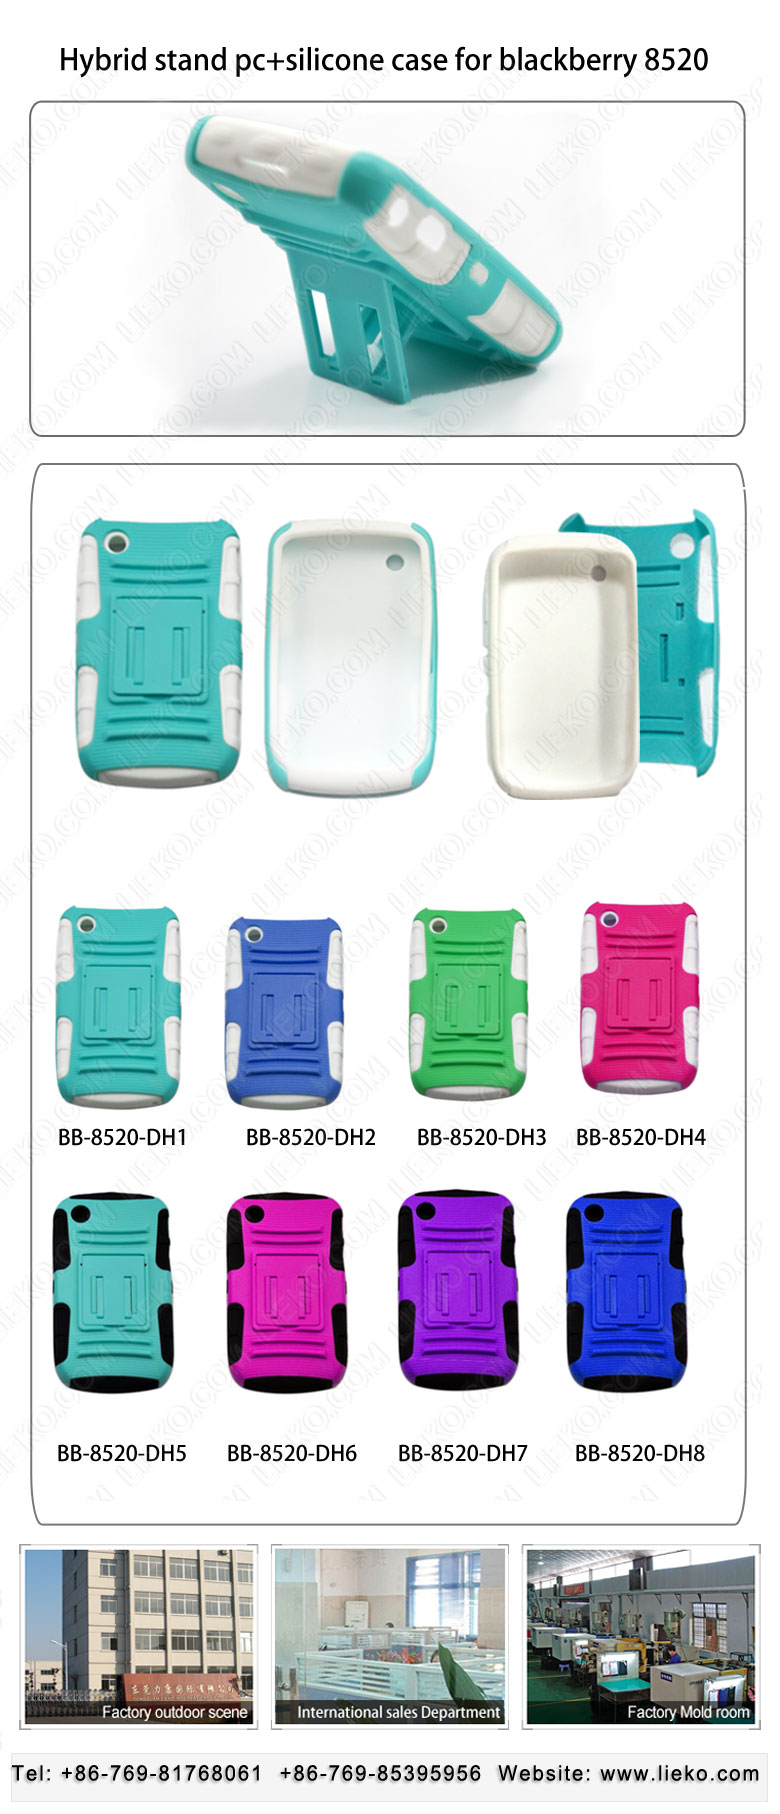 Hybrid stand pc+silicone case for blackberry 8520
BB-8520-DH1 BB-8520-DH2 BB-8520-DH3 BB-8520-DH4
BB-8520-DH5 BB-8520-DH6 BB-8520-DH7 BB-8520-DH8
Factory outdoor scene International sales Department Factory Mold room
Tel: +86-769-81768061 +86-769-85395956 Website: www.lieko.com
LIEKO.COM